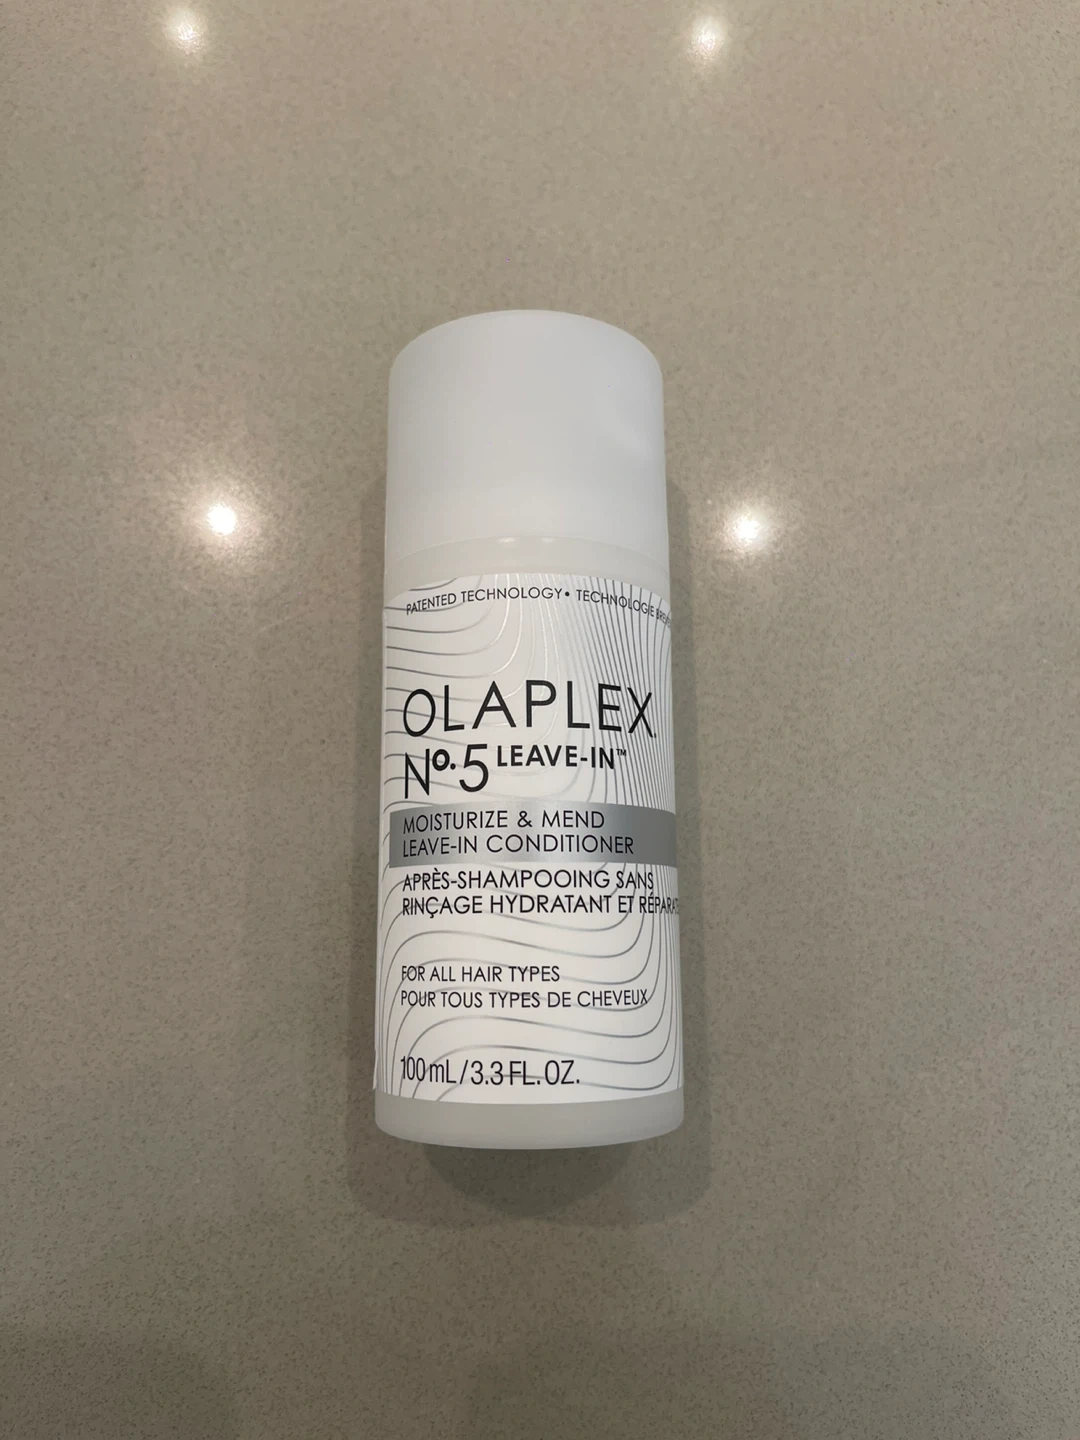 PATENTED TECHNOLOGY • TECHNOLOGIE
OLAPLEX.
Nº.5 LEAVE-IN™
MOISTURIZE & MEND
LEAVE-IN CONDITIONER
APRÈS-SHAMPOOING SANS
RINÇAGE HYDRATANT ET
FOR ALL HAIR TYPES
POUR TOUS TYPES DE CHEVEUX
100 mL / 3.3 FL. OZ.